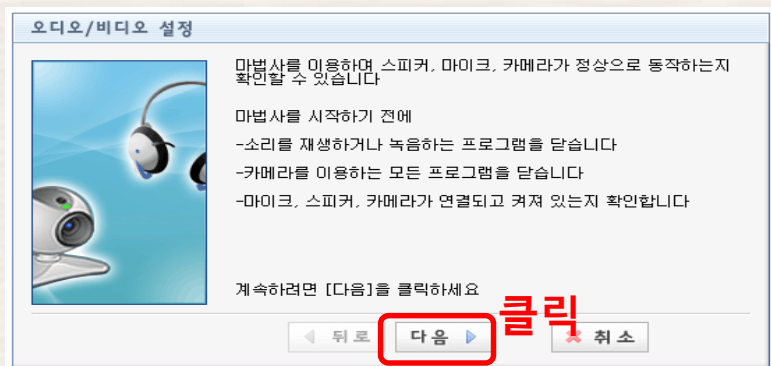 오디오/비디오 설정
마법사를 이용하여 스피커, 마이크, 카메라가 정상으로 동작하는지
확인할 수 있습니다
마법사를 시작하기 전에
-소리를 재생하거나 녹음하는 프로그램을 닫습니다
-카메라를 이용하는 모든 프로그램을 닫습니다
-마이크, 스피커, 카메라가 연결되고 켜져 있는지 확인합니다
계속하려면 [다음]을 클릭하세요
클릭
뒤로 다음 취소